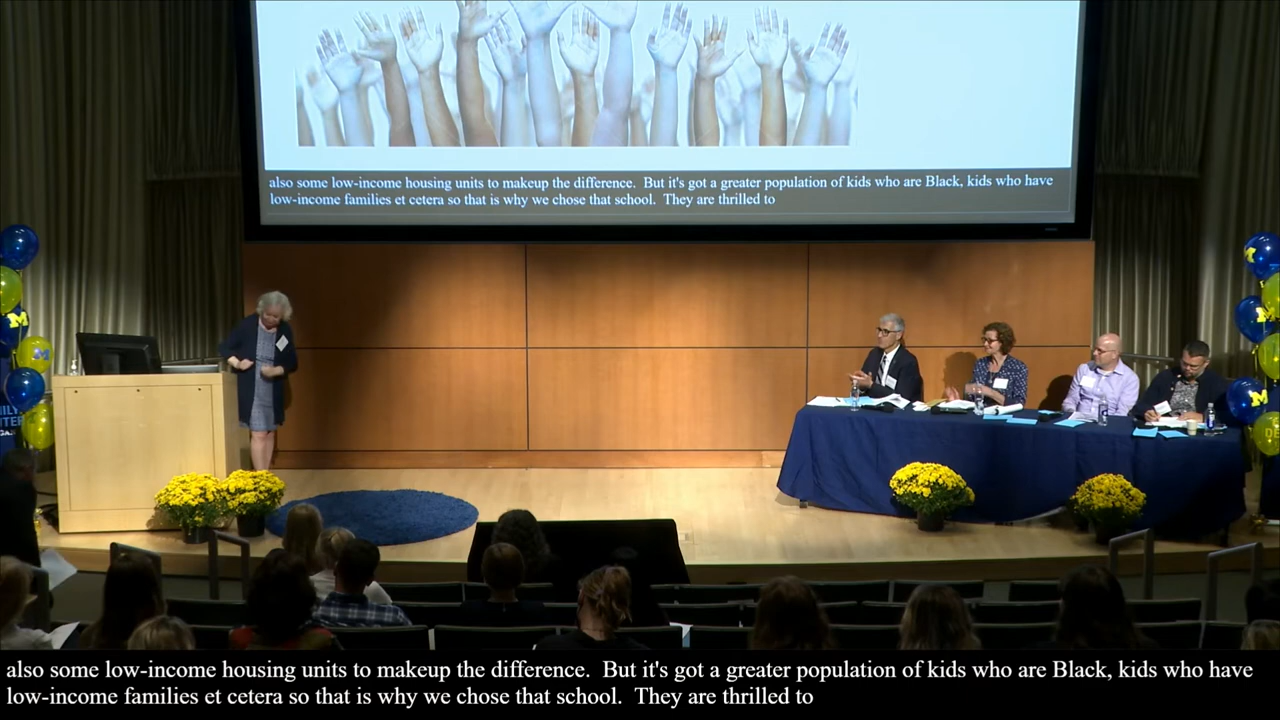 also some low-income housing units to makeup the difference.  But it's got a greater population of kids who are Black, kids who have
low-income families et cetera so that is why we chose that school.  They are thrilled to
M
M
M
M
M
M
also some low-income housing units to makeup the difference.  But it's got a greater population of kids who are Black, kids who have
low-income families et cetera so that is why we chose that school.  They are thrilled to